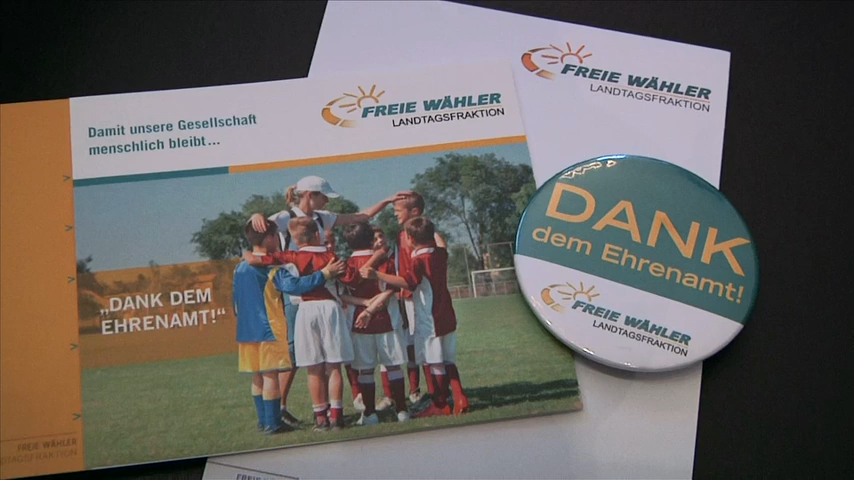 Damit unsere Gesellschaft
menschlich bleibt...
FREIE WÄHLER
LANDTAGSFRAKTION
„DANK DEM
EHRENAMT!“
FREIE WÄHLER
LANDTAGSFRAKTION
FREIE WÄHLER
LANDTAGSFRAKTION
DANK
dem Ehrenamt!
FREIE WÄHLER
LANDTAGSFRAKTION